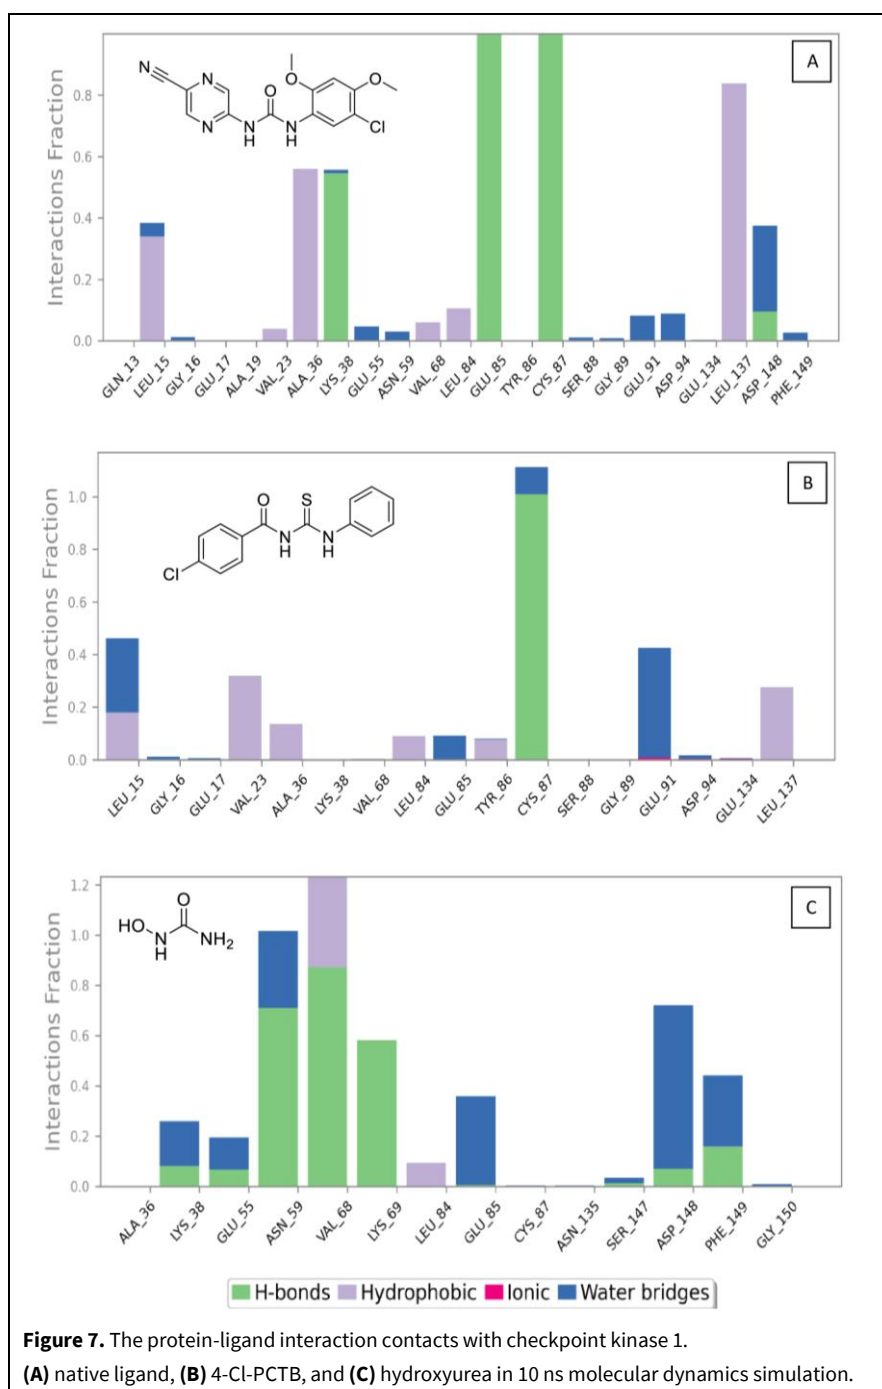 A
Interactions Fraction
0.8
0.6
0.4
0.2
0.0
N
N
N
O
N
H
N
H
O
O
Cl
GLN_13
LEU_15
GLY_16
GLU_17
ALA_19
VAL_23
ALA_36
LYS_38
GLU_55
ASN_59
VAL_68
LEU_84
GLU_85
TYR_86
CYS_87
SER_88
GLY_89
GLU_91
ASP_94
GLU_134
LEU_137
ASP_148
PHE_149
B
Interactions Fraction
1.0
0.8
0.6
0.4
0.2
0.0
O
S
N
H
N
H
Cl
LEU_15
GLY_16
GLU_17
VAL_23
ALA_36
LYS_38
VAL_68
LEU_84
GLU_85
TYR_86
CYS_87
SER_88
GLY_89
GLU_91
ASP_94
GLU_134
LEU_137
C
Interactions Fraction
1.2
1.0
0.8
0.6
0.4
0.2
0.0
O
HO
N
H
NH2
ALA_36
LYS_38
GLU_55
ASN_59
VAL_68
LYS_69
LEU_84
GLU_85
CYS_87
ASN_135
SER_147
ASP_148
PHE_149
GLY_150
H-bonds Hydrophobic Ionic Water bridges
Figure 7. The protein-ligand interaction contacts with checkpoint kinase 1.
(A) native ligand, (B) 4-Cl-PCTB, and (C) hydroxyurea in 10 ns molecular dynamics simulation.